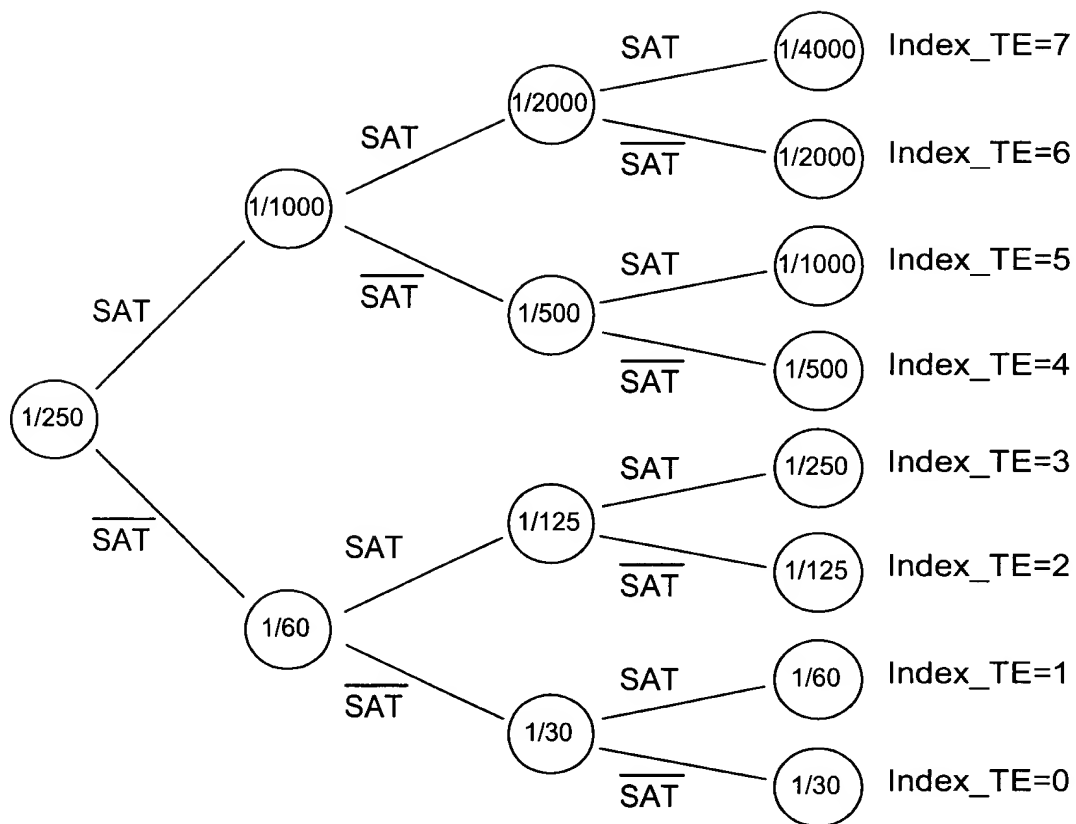 SAT
1/4000
Index_TE=7
1/2000
SAT
SAT
1/2000
Index_TE=6
1/1000
SAT
SAT
1/1000
Index_TE=5
SAT
1/500
SAT
SAT
1/500
Index_TE=4
1/250
SAT
1/250
Index_TE=3
SAT
SAT
1/125
SAT
1/125
Index_TE=2
1/60
SAT
SAT
1/60
Index_TE=1
1/30
SAT
1/30
Index_TE=0